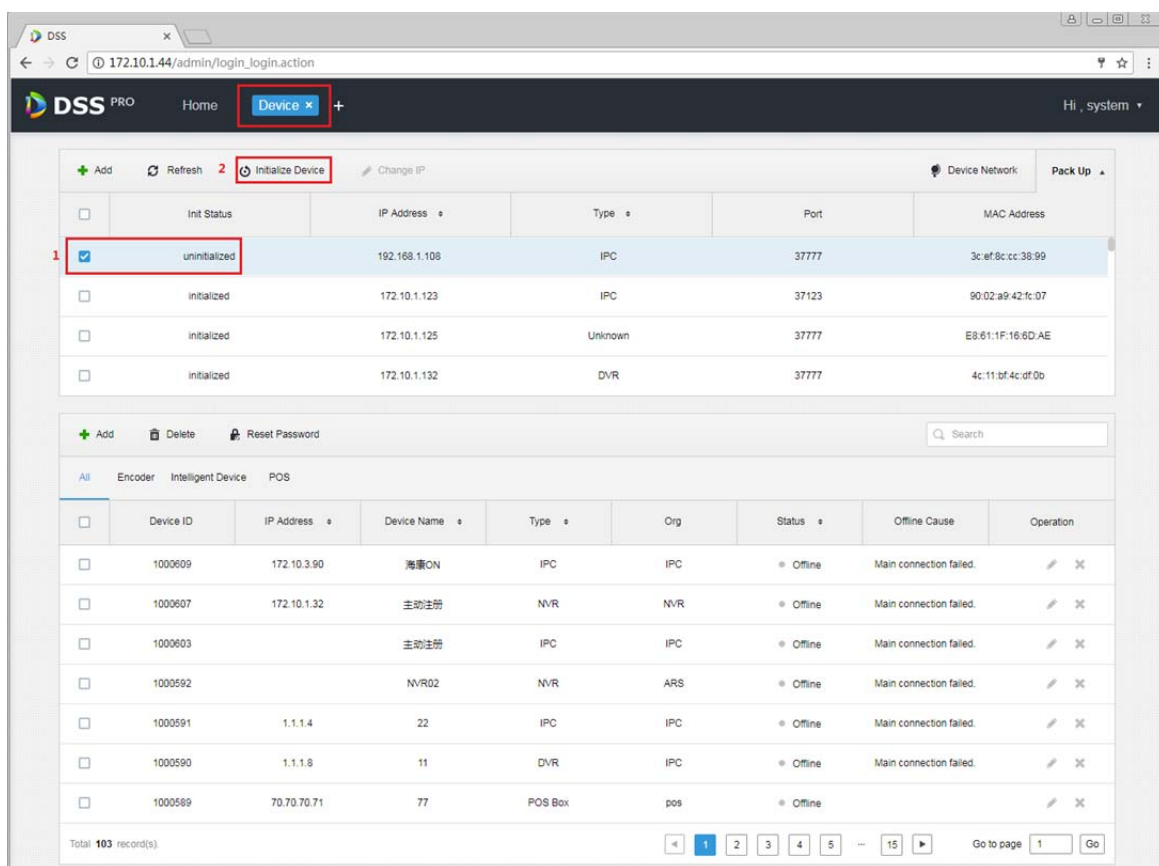 DSS
172.10.1.44/admin/login_login.action
DSS PRO Home Device × + Hi , system
Add Refresh 2 Initialize Device Change IP Device Network Pack Up
Init Status IP Address Type Port MAC Address
1 uninitialized 192.168.1.108 IPC 37777 3c:ef:8c:cc:38:99
initialized 172.10.1.123 IPC 37123 90:02:a9:42:fc:07
initialized 172.10.1.125 Unknown 37777 E8:61:1F:16:6D:AE
initialized 172.10.1.132 DVR 37777 4c:11:bf:4c:df:0b
Add Delete Reset Password Search
All Encoder Intelligent Device POS
Device ID IP Address Device Name Type Org Status Offline Cause Operation
1000609 172.10.3.90 海康ON IPC IPC Offline Main connection failed.
1000607 172.10.1.32 主动注册 NVR NVR Offline Main connection failed.
1000603 主动注册 IPC IPC Offline Main connection failed.
1000592 NVR02 NVR ARS Offline Main connection failed.
1000591 1.1.1.4 22 IPC IPC Offline Main connection failed.
1000590 1.1.1.8 11 DVR IPC Offline Main connection failed.
1000589 70.70.70.71 77 POS Box pos Offline
Total 103 record(s). 1 2 3 4 5 ... 15 Go to page 1 Go